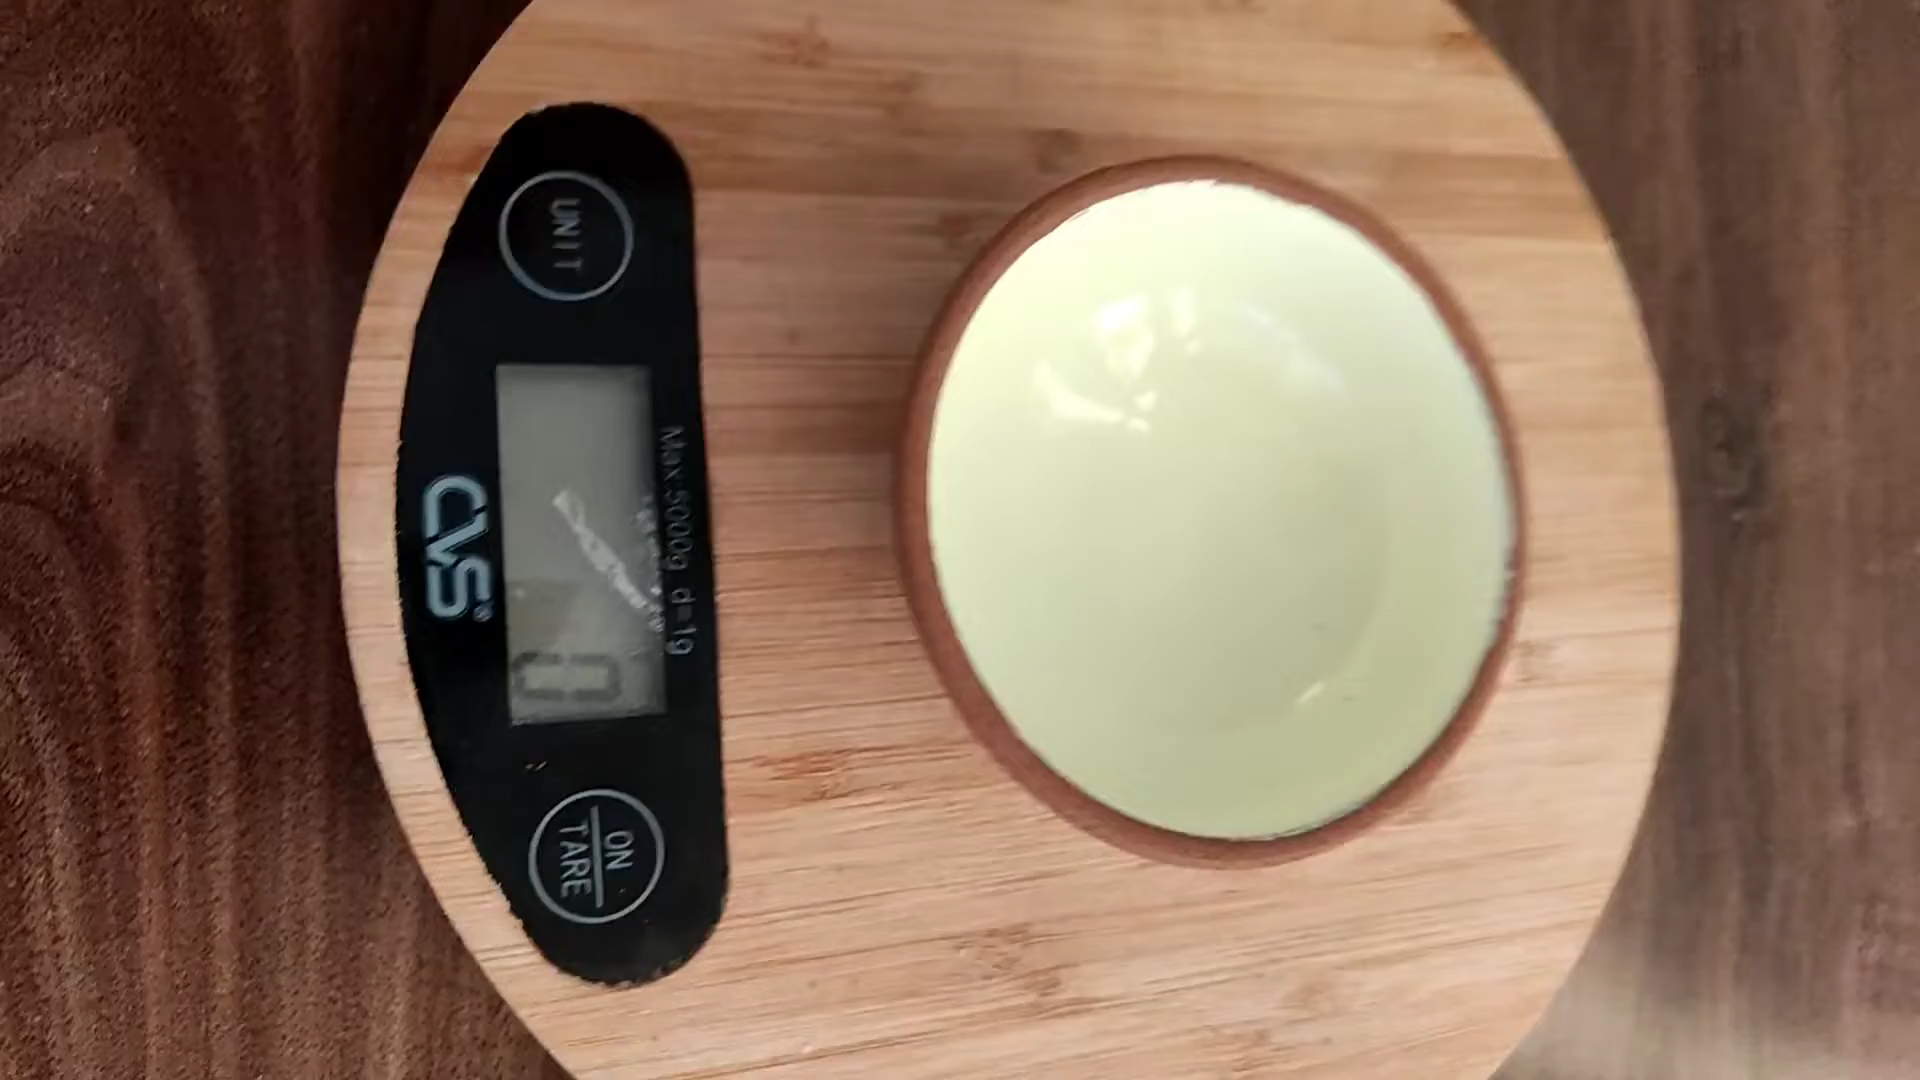 UNIT
Max:5000g d=1g
0
CVS®
ON
TARE